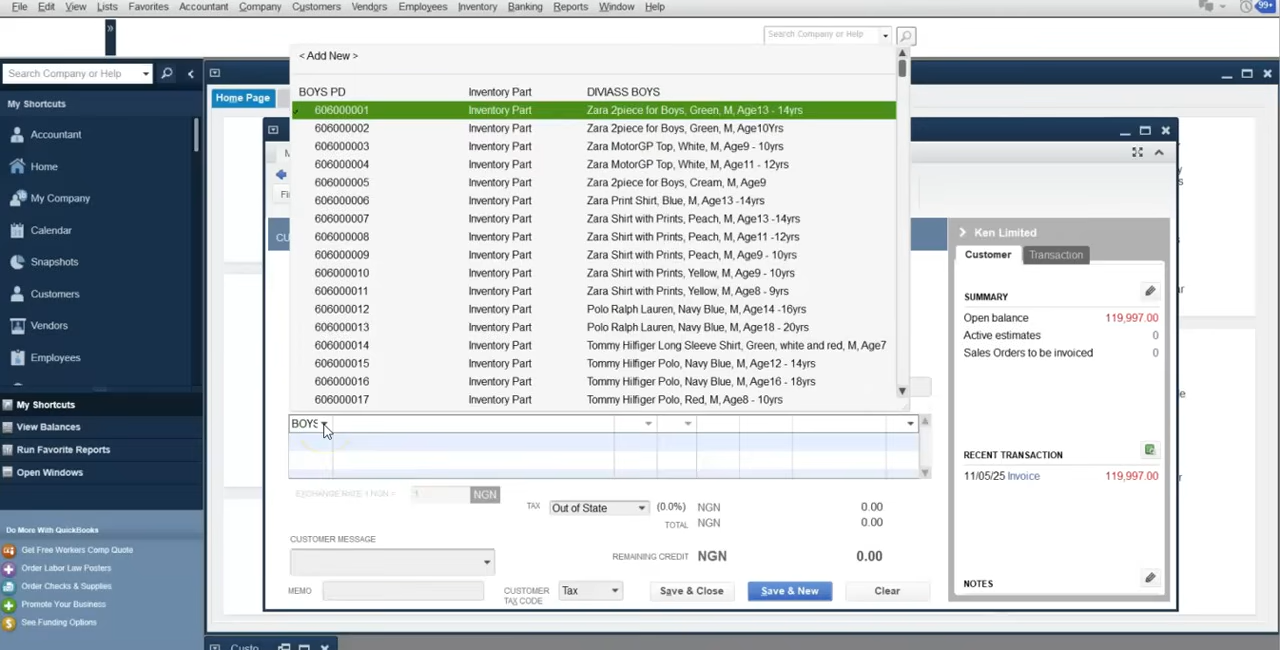 File Edit View Lists Favorites Accountant Company Customers Vendors Employees Inventory Banking Reports Window Help 99+
Search Company or Help
< Add New >
Search Company or Help
BOYS PD Inventory Part DIVIASS BOYS
My Shortcuts
Home Page
606000001 Inventory Part Zara 2piece for Boys, Green, M, Age13 - 14yrs
606000002 Inventory Part Zara 2piece for Boys, Green, M, Age10Yrs
Accountant
606000003 Inventory Part Zara MotorGP Top, White, M, Age9 - 10yrs
606000004 Inventory Part Zara MotorGP Top, White, M, Age11 - 12yrs
Home
606000005 Inventory Part Zara 2piece for Boys, Cream, M, Age9
My Company
606000006 Inventory Part Zara Print Shirt, Blue, M, Age13 -14yrs
606000007 Inventory Part Zara Shirt with Prints, Peach, M, Age13 -14yrs
Calendar
606000008 Inventory Part Zara Shirt with Prints, Peach, M, Age11 -12yrs
Ken Limited
606000009 Inventory Part Zara Shirt with Prints, Peach, M, Age9 - 10yrs
Customer Transaction
Snapshots
606000010 Inventory Part Zara Shirt with Prints, Yellow, M, Age9 - 10yrs
606000011 Inventory Part Zara Shirt with Prints, Yellow, M, Age8 - 9yrs
Customers
SUMMARY
606000012 Inventory Part Polo Ralph Lauren, Navy Blue, M, Age14 -16yrs
Open balance 119,997.00
Vendors
606000013 Inventory Part Polo Ralph Lauren, Navy Blue, M, Age18 - 20yrs
Active estimates 0
606000014 Inventory Part Tommy Hilfiger Long Sleeve Shirt, Green, white and red, M, Age7
Sales Orders to be invoiced 0
Employees
606000015 Inventory Part Tommy Hilfiger Polo, Navy Blue, M, Age12 - 14yrs
606000016 Inventory Part Tommy Hilfiger Polo, Navy Blue, M, Age16 - 18yrs
606000017 Inventory Part Tommy Hilfiger Polo, Red, M, Age8 - 10yrs
My Shortcuts
View Balances
BOYS
Run Favorite Reports
RECENT TRANSACTION
Open Windows
11/05/25 Invoice 119,997.00
EXCHANGE RATE 1 NGN = 1 NGN
TAX Out of State (0.0%) NGN 0.00
TOTAL NGN 0.00
Do More With QuickBooks
CUSTOMER MESSAGE
Get Free Workers Comp Quote
REMAINING CREDIT NGN 0.00
Order Labor Law Posters
Order Checks & Supplies
MEMO
CUSTOMER TAX CODE Tax
Save & Close Save & New Clear
NOTES
Promote Your Business
See Funding Options
Custo